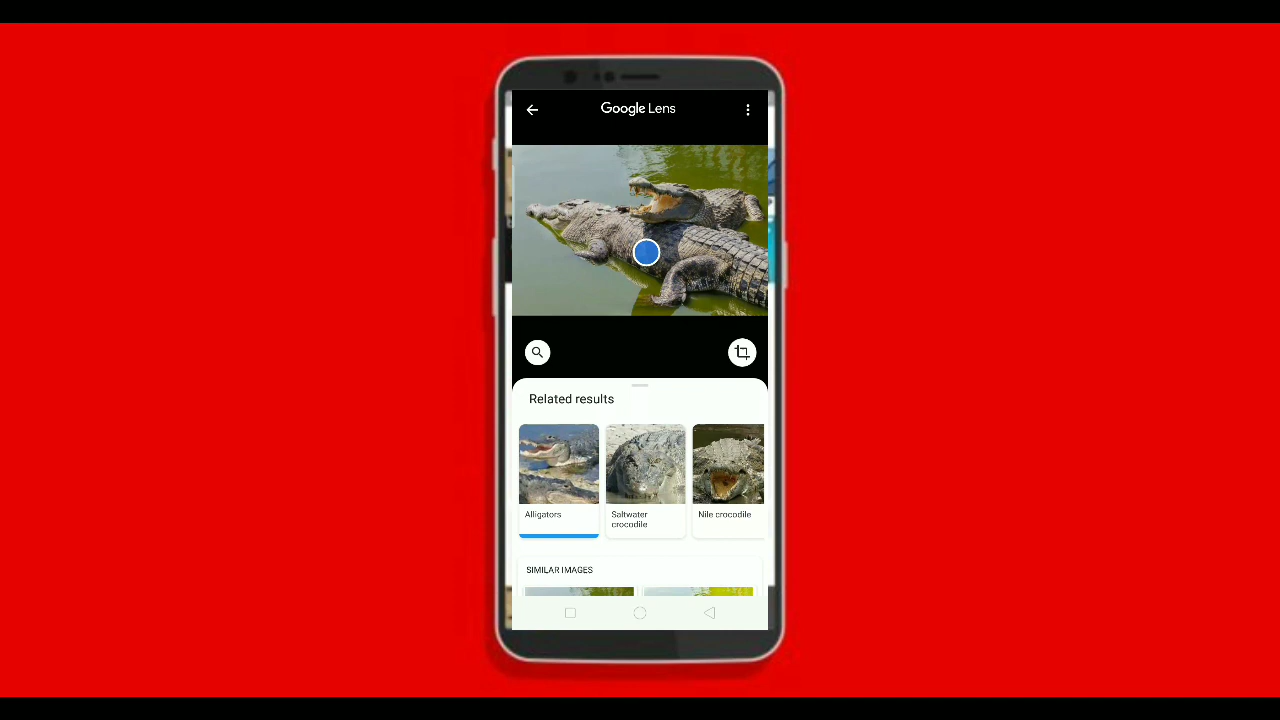 Google Lens
Related results
Alligators
Saltwater
crocodile
Nile crocodile
SIMILAR IMAGES